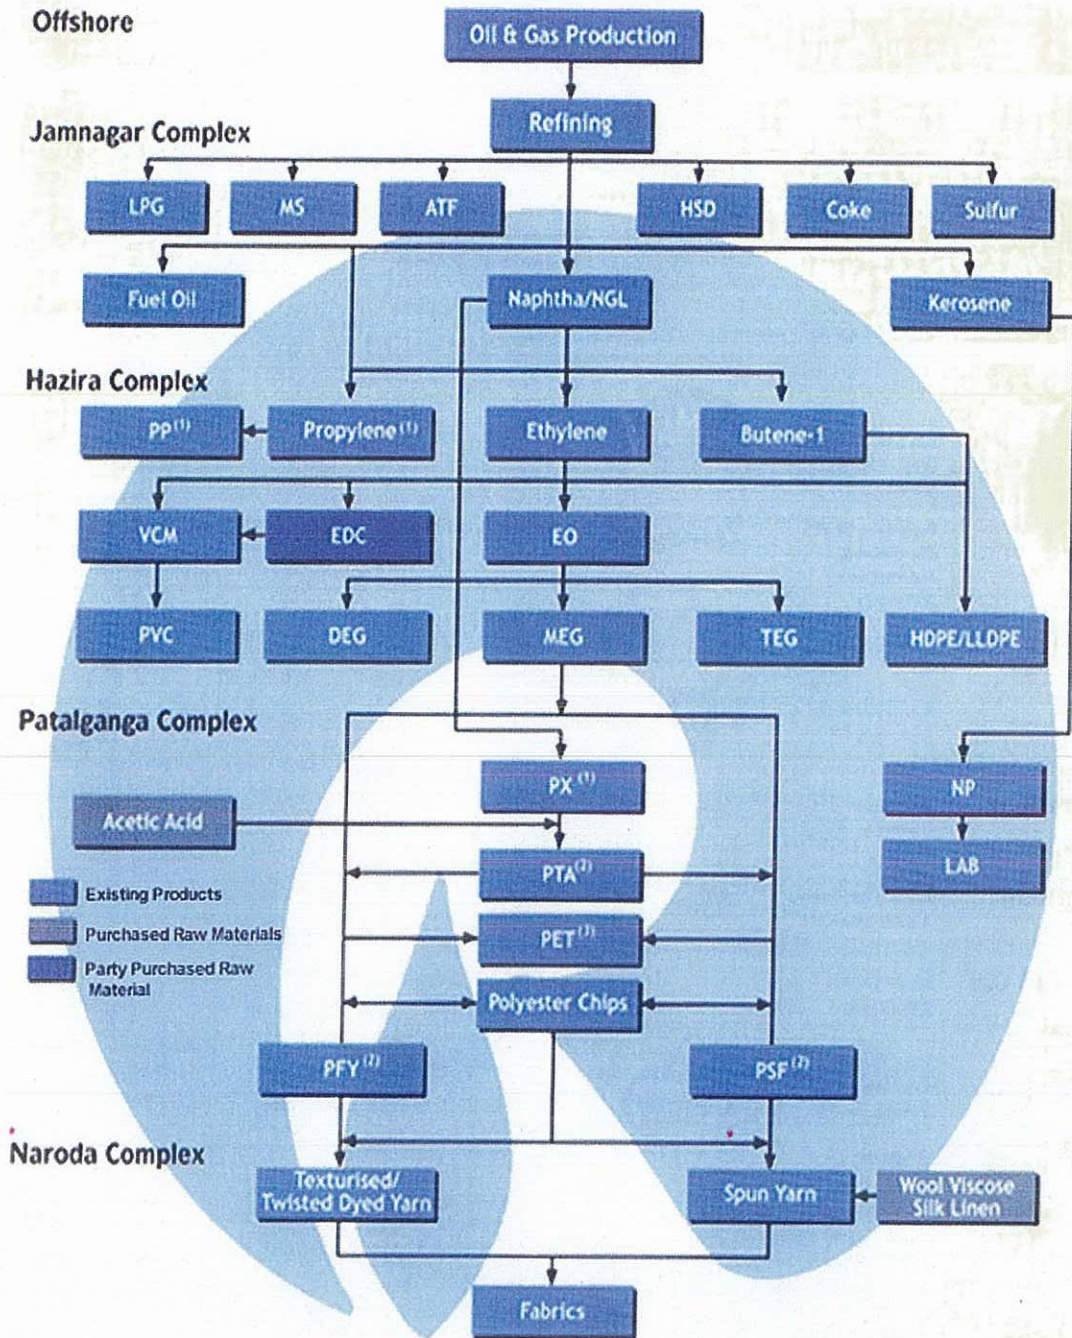 Offshore
Oil & Gas Production
Refining
Jamnagar Complex
LPG
MS
ATF
HSD
Coke
Sulfur
Fuel Oil
Naphtha/NGL
Kerosene
Hazira Complex
PP(1)
Propylene(1)
Ethylene
Butene-1
VCM
EDC
EO
PVC
DEG
MEG
TEG
HDPE/LLDPE
Patalganga Complex
PX (1)
NP
Acetic Acid
PTA(2)
LAB
Existing Products
PET (3)
Purchased Raw Materials
Party Purchased Raw
Material
Polyester Chips
PFY(2)
PSF(2)
Naroda Complex
Texturised/
Twisted Dyed Yarn
Spun Yarn
Wool Viscose
Silk Linen
Fabrics